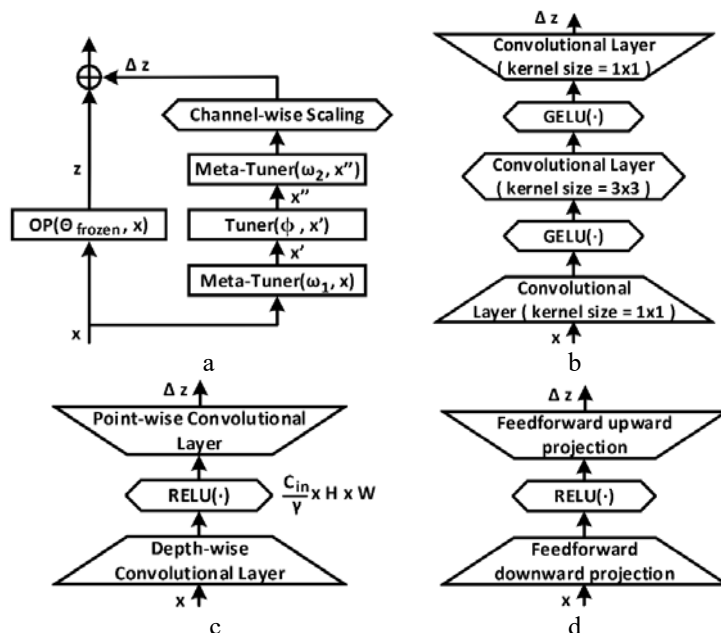 Δ z
z
OP(Θ frozen , x)
x
Channel-wise Scaling
Meta-Tuner(ω₂, x'')
x''
Tuner(ϕ , x')
x'
Meta-Tuner(ω₁, x)
a
Δ z
Convolutional Layer
( kernel size = 1x1 )
GELU(·)
Convolutional Layer
( kernel size = 3x3 )
GELU(·)
Convolutional
Layer ( kernel size = 1x1 )
x
b
Δ z
Point-wise Convolutional
Layer
RELU(·)
C_in/γ x H x W
Depth-wise
Convolutional Layer
x
c
Δ z
Feedforward upward
projection
RELU(·)
Feedforward
downward projection
x
d